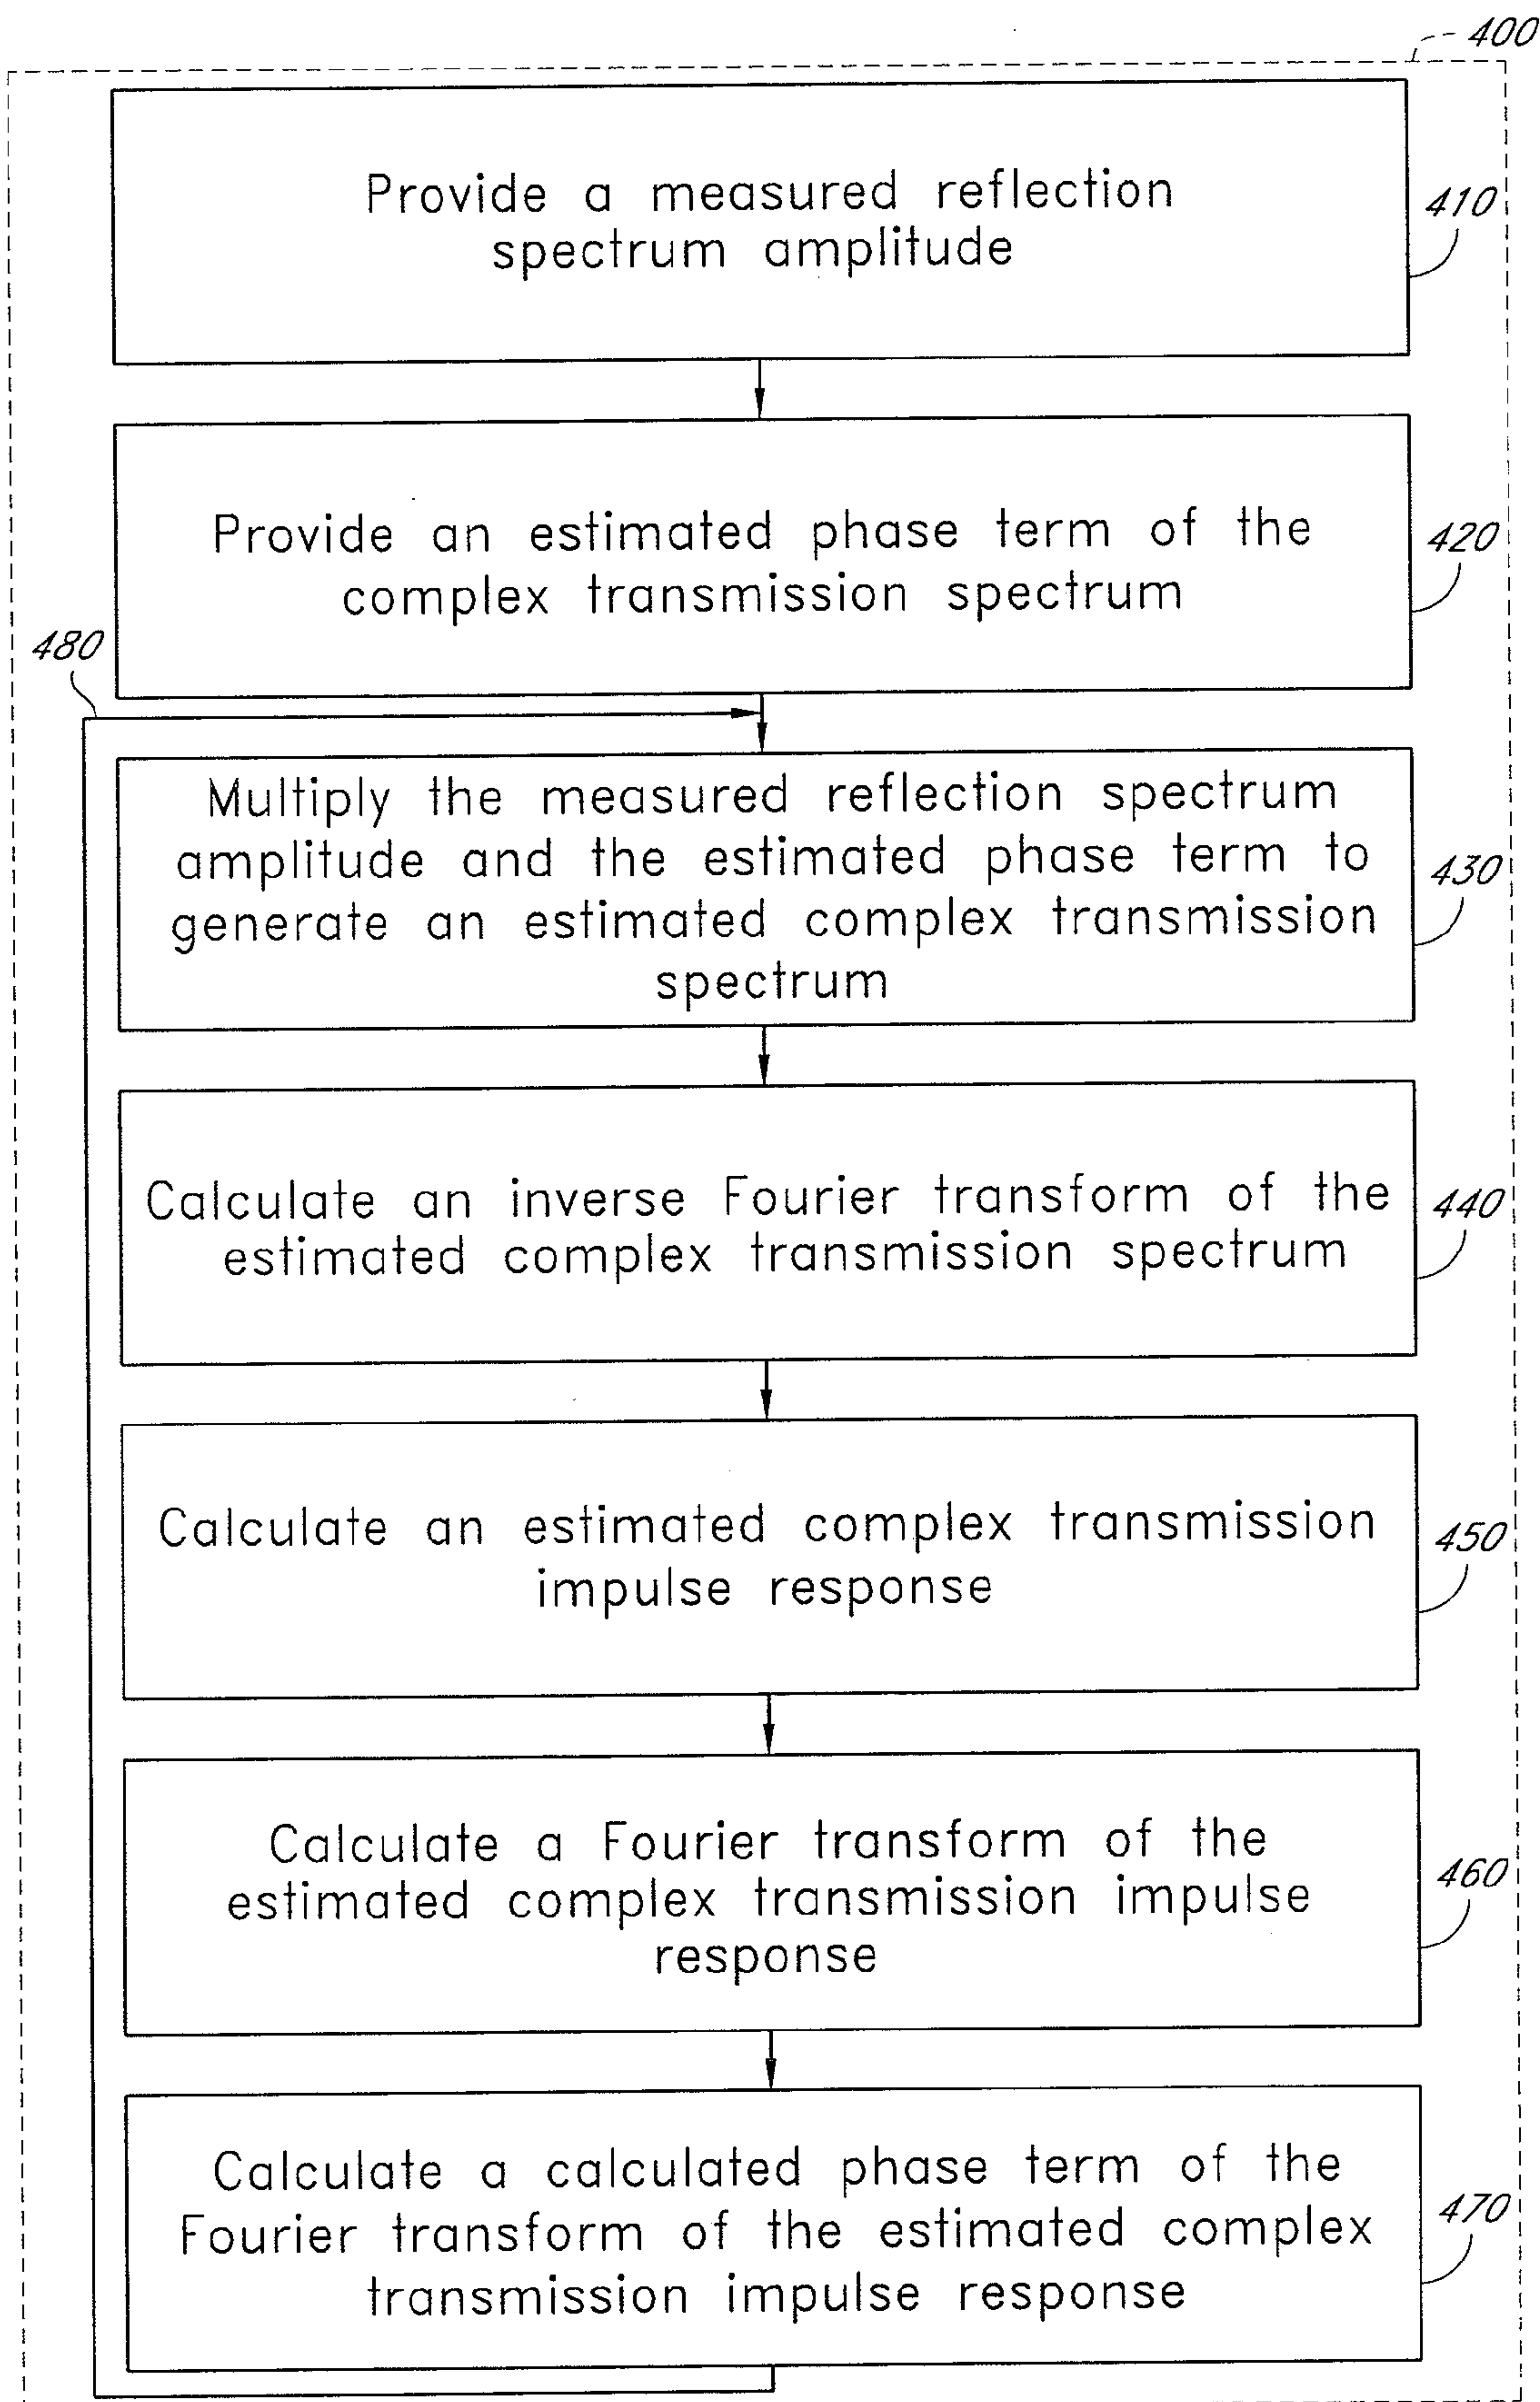 400
Provide a measured reflection
spectrum amplitude
410
Provide an estimated phase term of the
complex transmission spectrum
420
480
Multiply the measured reflection spectrum
amplitude and the estimated phase term to
generate an estimated complex transmission
spectrum
430
Calculate an inverse Fourier transform of the
estimated complex transmission spectrum
440
Calculate an estimated complex transmission
impulse response
450
Calculate a Fourier transform of the
estimated complex transmission impulse
response
460
Calculate a calculated phase term of the
Fourier transform of the estimated complex
transmission impulse response
470